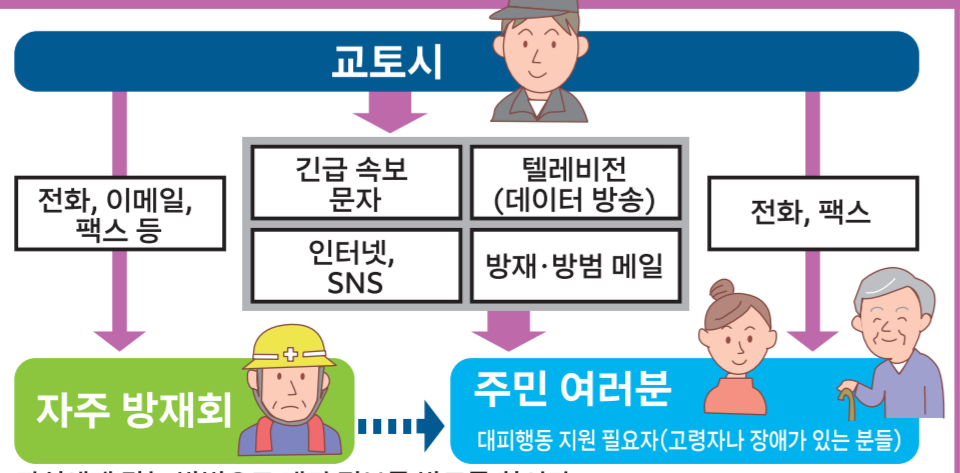 교토시
전화, 이메일,
팩스 등
긴급 속보
문자
텔레비전
(데이터 방송)
인터넷,
SNS
방재·방범 메일
전화, 팩스
자주 방재회
주민 여러분
대피행동 지원 필요자(고령자나 장애가 있는 분들)